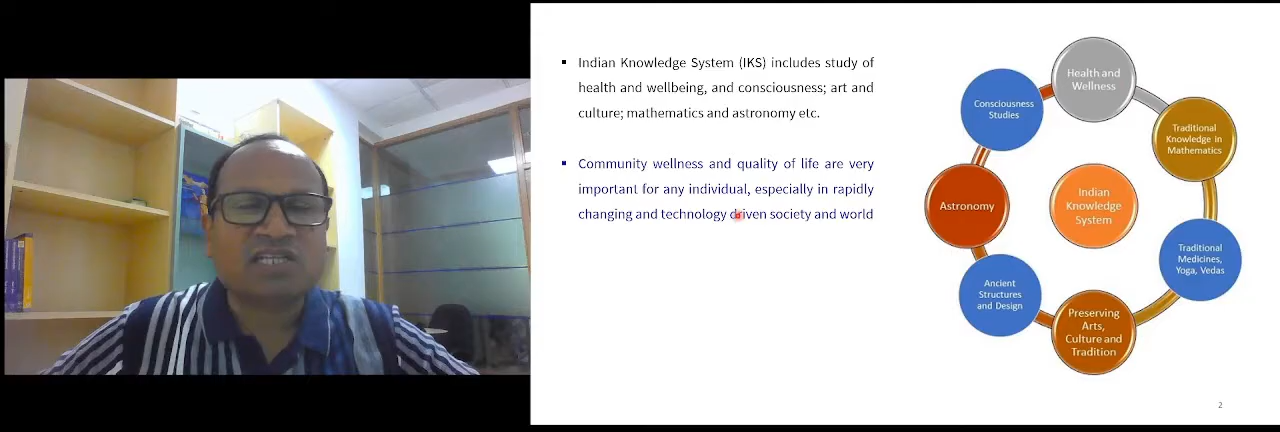 Indian Knowledge System (IKS) includes study of
health and wellbeing, and consciousness; art and
culture; mathematics and astronomy etc.
Community wellness and quality of life are very
important for any individual, especially in rapidly
changing and technology driven society and world
Health and
Wellness
Traditional
Knowledge in
Mathematics
Traditional
Medicines,
Yoga, Vedas
Preserving
Arts,
Culture and
Tradition
Ancient
Structures
and Design
Astronomy
Consciousness
Studies
Indian
Knowledge
System
2